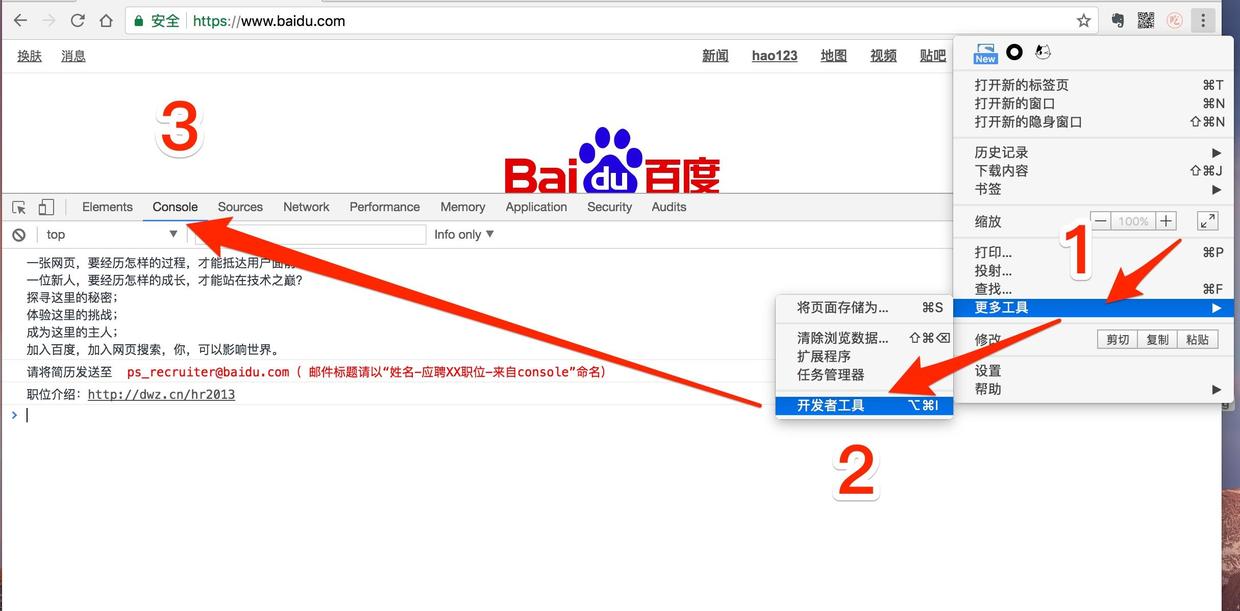 安全 https://www.baidu.com
换肤 消息 新闻 hao123 地图 视频 贴吧
New
打开新的标签页 ⌘T
打开新的窗口 ⌘N
打开新的隐身窗口 ⇧⌘N
历史记录
下载内容 ⇧⌘J
书签
缩放 100%
打印... ⌘P
投射...
查找... ⌘F
更多工具
修改 剪切 复制 粘贴
设置
帮助
1
将页面存储为... ⌘S
清除浏览数据... ⇧⌘⌫
扩展程序
任务管理器
开发者工具 ⌥⌘I
2
3
Bai du 百度
Elements Console Sources Network Performance Memory Application Security Audits
top Info only
一张网页，要经历怎样的过程，才能抵达用户面前
一位新人，要经历怎样的成长，才能站在技术之巅？
探寻这里的秘密；
体验这里的挑战；
成为这里的主人；
加入百度，加入网页搜索，你，可以影响世界。
请将简历发送至 ps_recruiter@baidu.com（ 邮件标题请以“姓名-应聘XX职位-来自console”命名）
职位介绍：http://dwz.cn/hr2013